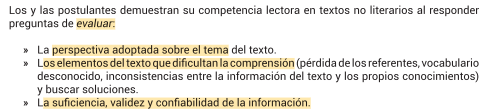 Los y las postulantes demuestran su competencia lectora en textos no literarios al responder
preguntas de evaluar:
» La perspectiva adoptada sobre el tema del texto.
» Los elementos del texto que dificultan la comprensión (pérdida de los referentes, vocabulario
desconocido, inconsistencias entre la información del texto y los propios conocimientos)
y buscar soluciones.
» La suficiencia, validez y confiabilidad de la información.